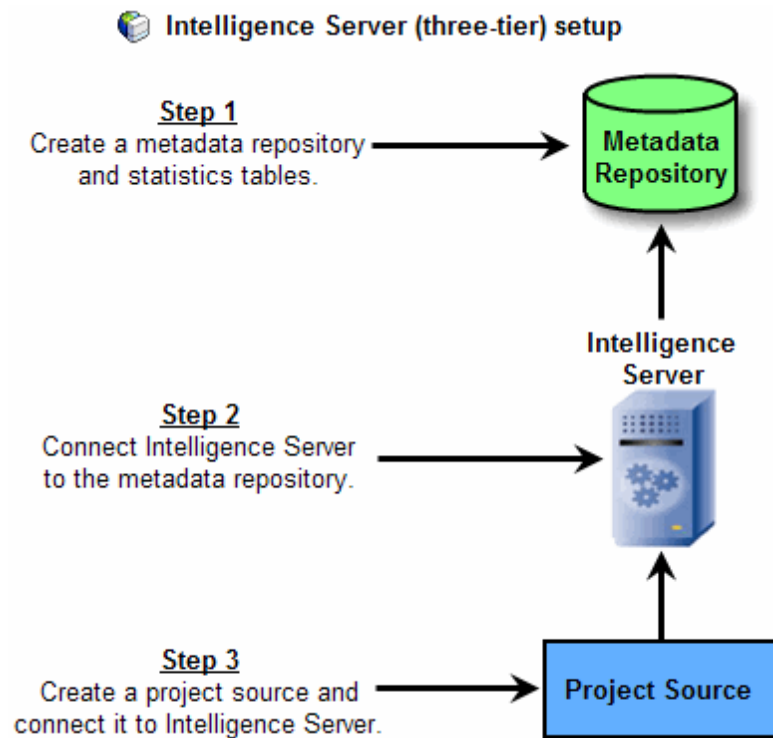 Intelligence Server (three-tier) setup
Step 1
Create a metadata repository
and statistics tables.
Metadata
Repository
Intelligence
Server
Step 2
Connect Intelligence Server
to the metadata repository.
Step 3
Create a project source and
connect it to Intelligence Server.
Project Source